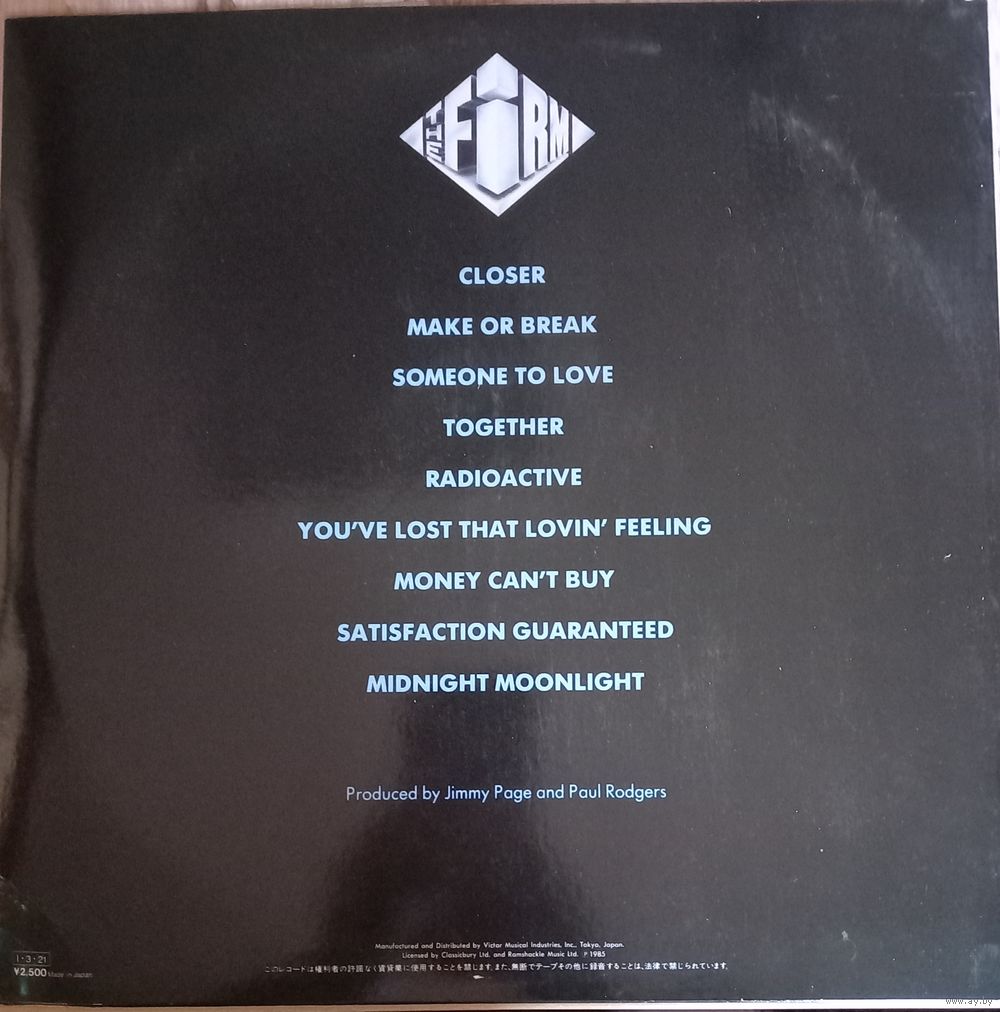 THE FiRM
CLOSER
MAKE OR BREAK
SOMEONE TO LOVE
TOGETHER
RADIOACTIVE
YOU'VE LOST THAT LOVIN' FEELING
MONEY CAN'T BUY
SATISFACTION GUARANTEED
MIDNIGHT MOONLIGHT
Produced by Jimmy Page and Paul Rodgers
Manufactured and Distributed by Victor Musical Industries, Inc., Tokyo, Japan.
Licensed by Classicbury Ltd. and Ramshackle Music Ltd. ℗ 1985
1·3·21
¥2,500 Made in Japan
このレコードは権利者の許諾なく賃貸業に使用することを禁じます。また、無断でテープその他に録音することは、法律で禁じられています。
www.ay.by